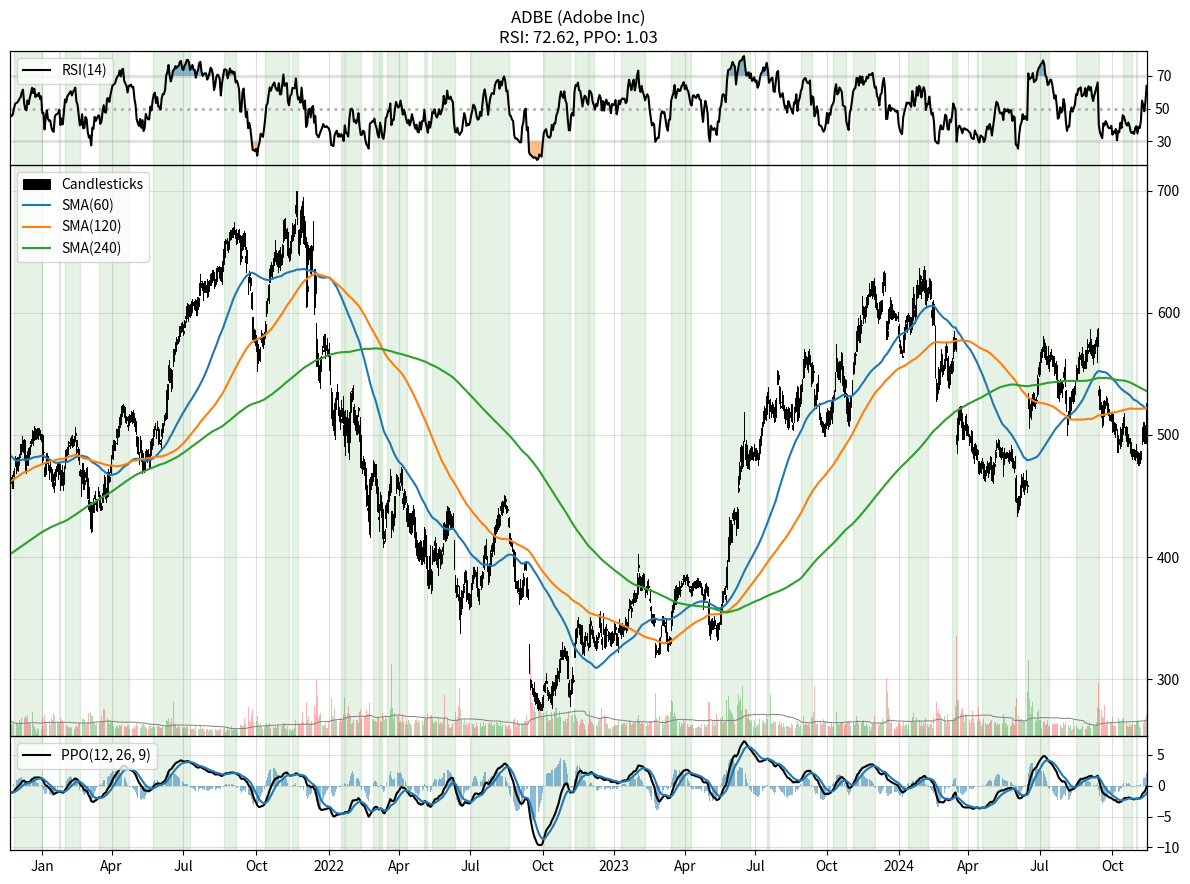 ADBE (Adobe Inc)
RSI: 72.62, PPO: 1.03
RSI(14)
70
50
30
Candlesticks
SMA(60)
SMA(120)
SMA(240)
700
600
500
400
300
PPO(12, 26, 9)
5
0
−5
−10
Jan Apr Jul Oct 2022 Apr Jul Oct 2023 Apr Jul Oct 2024 Apr Jul Oct